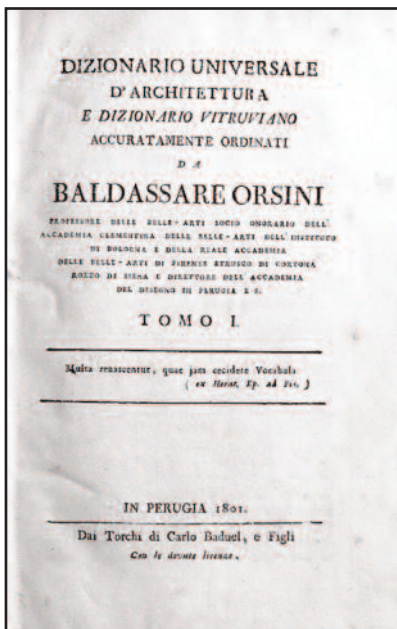 DIZIONARIO UNIVERSALE
D'ARCHITETTURA
E DIZIONARIO VITRUVIANO
ACCURATAMENTE ORDINATI
DA
BALDASSARE ORSINI
PROFESSORE DELLE BELLE-ARTI SOCIO ONORARIO DELL'
ACCADEMIA CLEMENTINA DELLE BELLE-ARTI DELL'INSTITUTO
DI BOLOGNA E DELLA REALE ACCADEMIA
DELLE BELLE-ARTI DI FIRENZE ETRUSCO DI CORTONA
ROZZO DI SIENA E DIRETTORE DELL'ACCADEMIA
DEL DISEGNO IN PERUGIA E S.
TOMO I.
Multa renascentur, quae jam cecidere Vocabula
( ex Horat. Ep. ad Pis. )
IN PERUGIA 1801.
Dai Torchi di Carlo Baduel, e Figli
Con le dovute licenze.